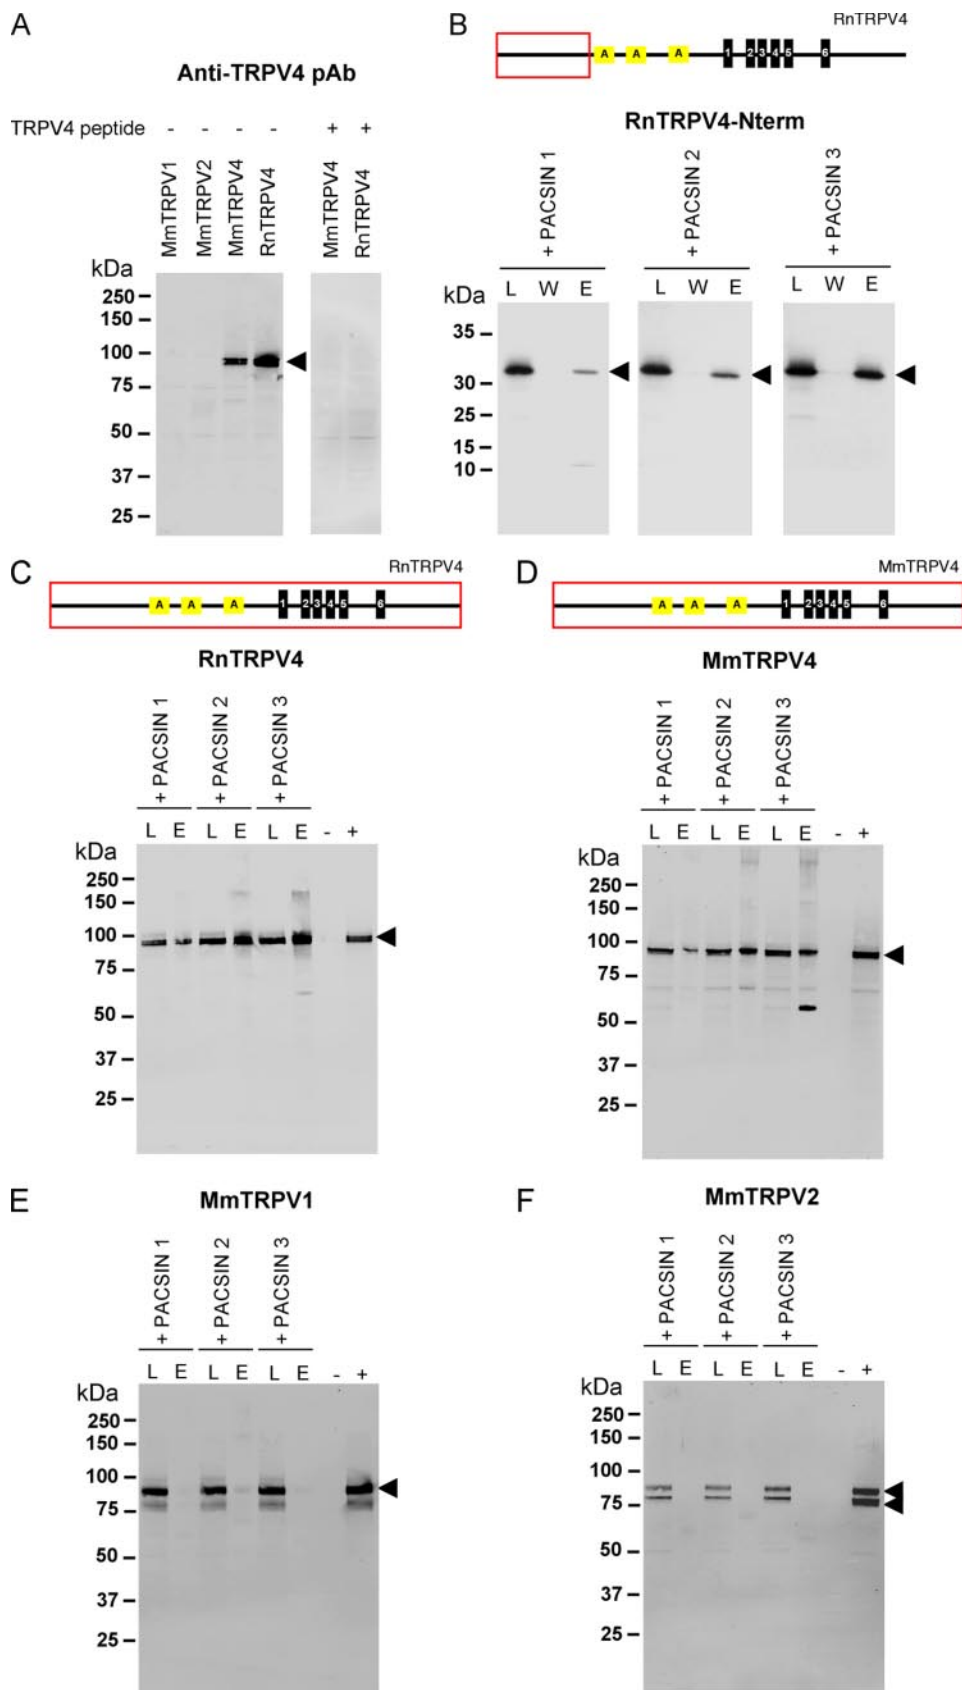 A
Anti-TRPV4 pAb
TRPV4 peptide - - - - + +
MmTRPV1 MmTRPV2 MmTRPV4 RnTRPV4 MmTRPV4 RnTRPV4
kDa
250
150
100
75
50
37
25
B
RnTRPV4
A A A 1 2 3 4 5 6
RnTRPV4-Nterm
+ PACSIN 1 + PACSIN 2 + PACSIN 3
L W E L W E L W E
kDa
35
30
25
15
10
C
RnTRPV4
A A A 1 2 3 4 5 6
RnTRPV4
+ PACSIN 1 + PACSIN 2 + PACSIN 3
L E L E L E - +
kDa
250
150
100
75
50
37
25
D
MmTRPV4
A A A 1 2 3 4 5 6
MmTRPV4
+ PACSIN 1 + PACSIN 2 + PACSIN 3
L E L E L E - +
kDa
250
150
100
75
50
37
25
E
MmTRPV1
+ PACSIN 1 + PACSIN 2 + PACSIN 3
L E L E L E - +
kDa
250
150
100
75
50
37
25
F
MmTRPV2
+ PACSIN 1 + PACSIN 2 + PACSIN 3
L E L E L E - +
kDa
250
150
100
75
50
37
25